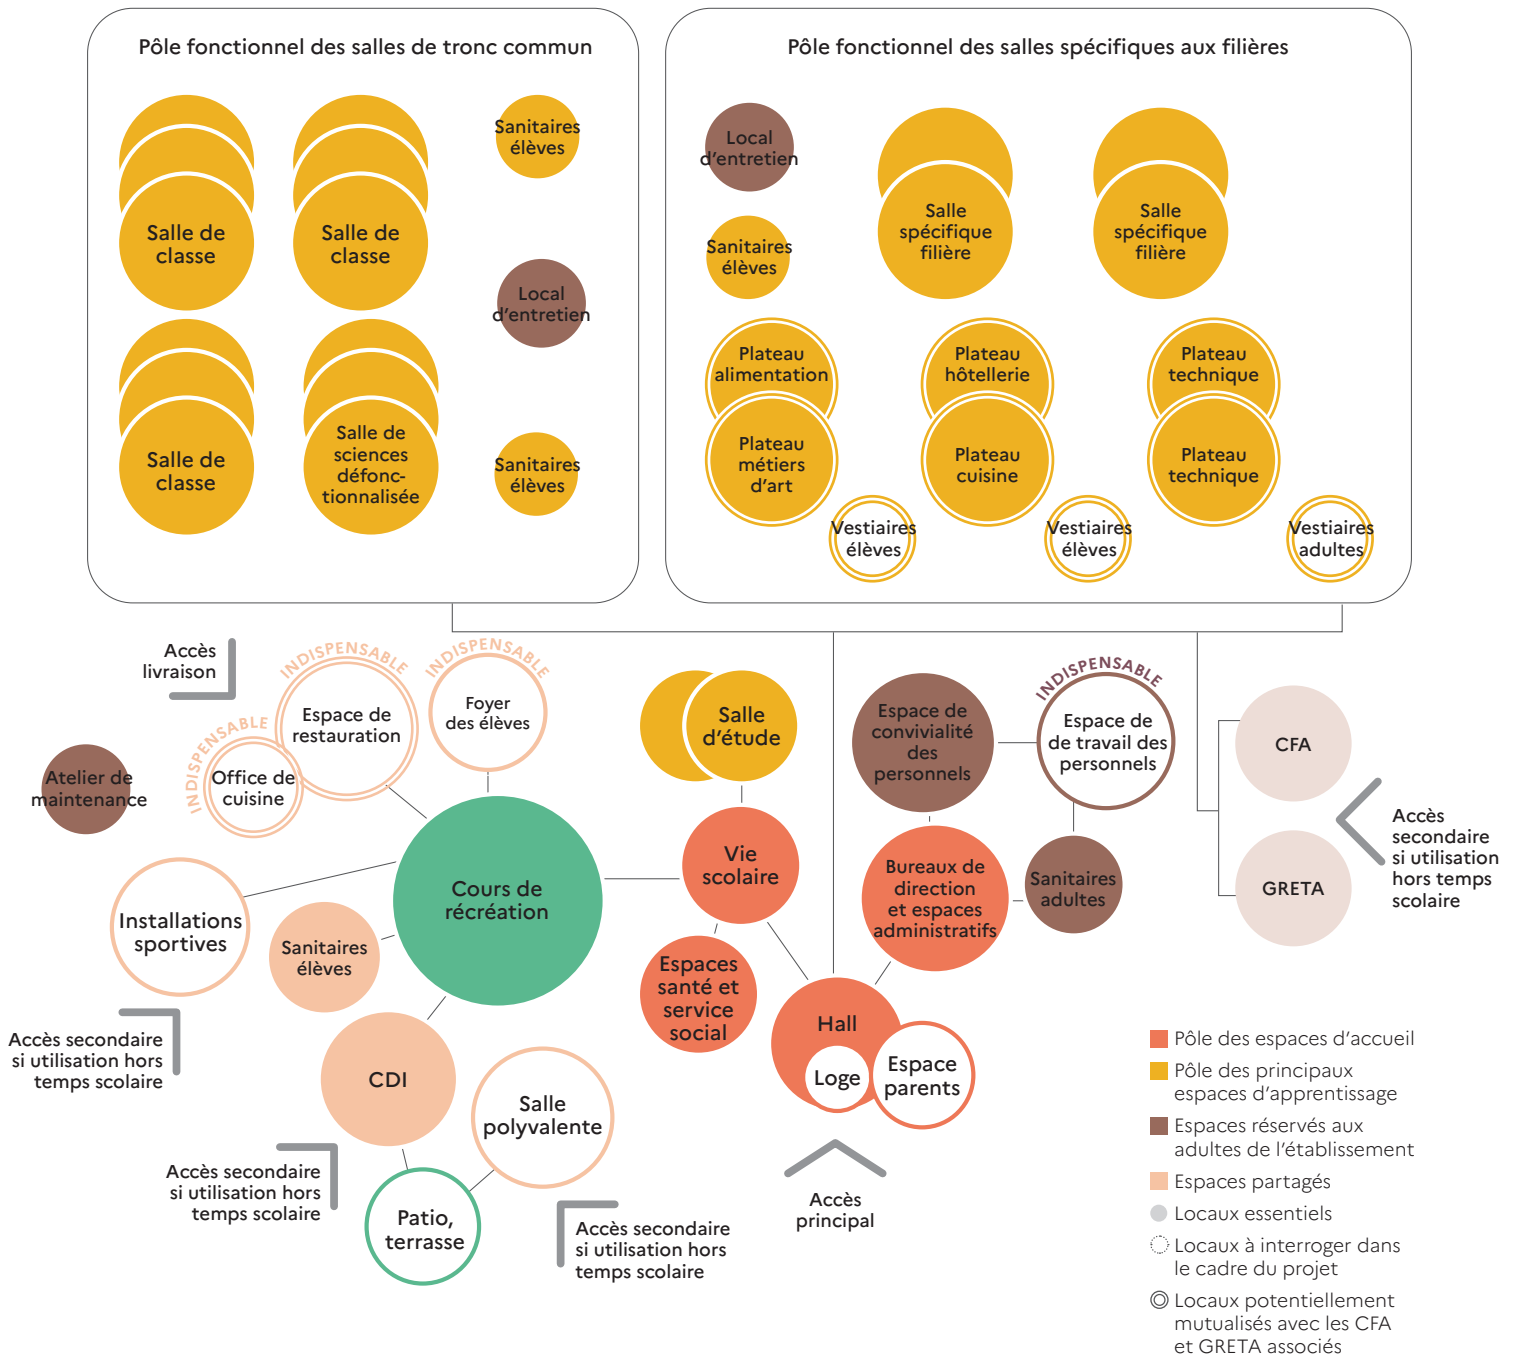 Pôle fonctionnel des salles de tronc commun
Sanitaires
élèves
Salle de
classe
Salle de
classe
Local
d'entretien
Salle de
classe
Salle de
sciences
défonc-
tionnalisée
Sanitaires
élèves
Pôle fonctionnel des salles spécifiques aux filières
Local
d'entretien
Sanitaires
élèves
Salle
spécifique
filière
Salle
spécifique
filière
Plateau
alimentation
Plateau
hôtellerie
Plateau
technique
Plateau
métiers
d'art
Plateau
cuisine
Plateau
technique
Vestiaires
élèves
Vestiaires
élèves
Vestiaires
adultes
Accès
livraison
INDISPENSABLE
Espace de
restauration
INDISPENSABLE
Foyer
des élèves
INDISPENSABLE
Office de
cuisine
Atelier de
maintenance
Salle
d'étude
Espace de
convivialité
des
personnels
INDISPENSABLE
Espace de
de travail des
personnels
CFA
Accès
secondaire
si utilisation
hors temps
scolaire
GRETA
Installations
sportives
Cours de
récréation
Vie
scolaire
Bureaux de
direction
et espaces
administratifs
Sanitaires
adultes
Sanitaires
élèves
Espaces
santé et
service
social
Accès secondaire
si utilisation hors
temps scolaire
CDI
Salle
polyvalente
Hall
Loge
Espace
parents
Accès secondaire
si utilisation hors
temps scolaire
Patio,
terrasse
Accès secondaire
si utilisation hors
temps scolaire
Accès
principal
Pôle des espaces d'accueil
Pôle des principaux
espaces d'apprentissage
Espaces réservés aux
adultes de l'établissement
Espaces partagés
Locaux essentiels
Locaux à interroger dans
le cadre du projet
Locaux potentiellement
mutualisés avec les CFA
et GRETA associés